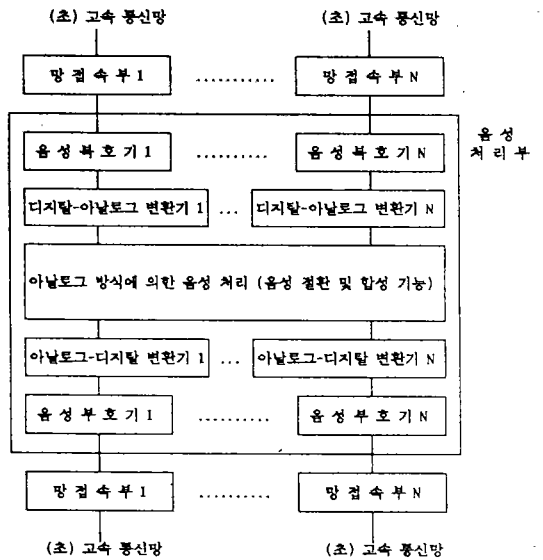 (초) 고속 통신망 (초) 고속 통신망
망 접 속 부 1 ........... 망 접 속 부 N
음 성
처 리 부
음 성 복 호 기 1 .......... 음 성 복 호 기 N
디지탈-아날로그 변환기 1 ... 디지탈-아날로그 변환기 N
아날로그 방식에 의한 음성 처리 (음성 절환 및 합성 기능)
아날로그-디지탈 변환기 1 ... 아날로그-디지탈 변환기 N
음 성 부 호 기 1 .......... 음 성 부 호 기 N
망 접 속 부 1 .......... 망 접 속 부 N
(초) 고속 통신망 (초) 고속 통신망